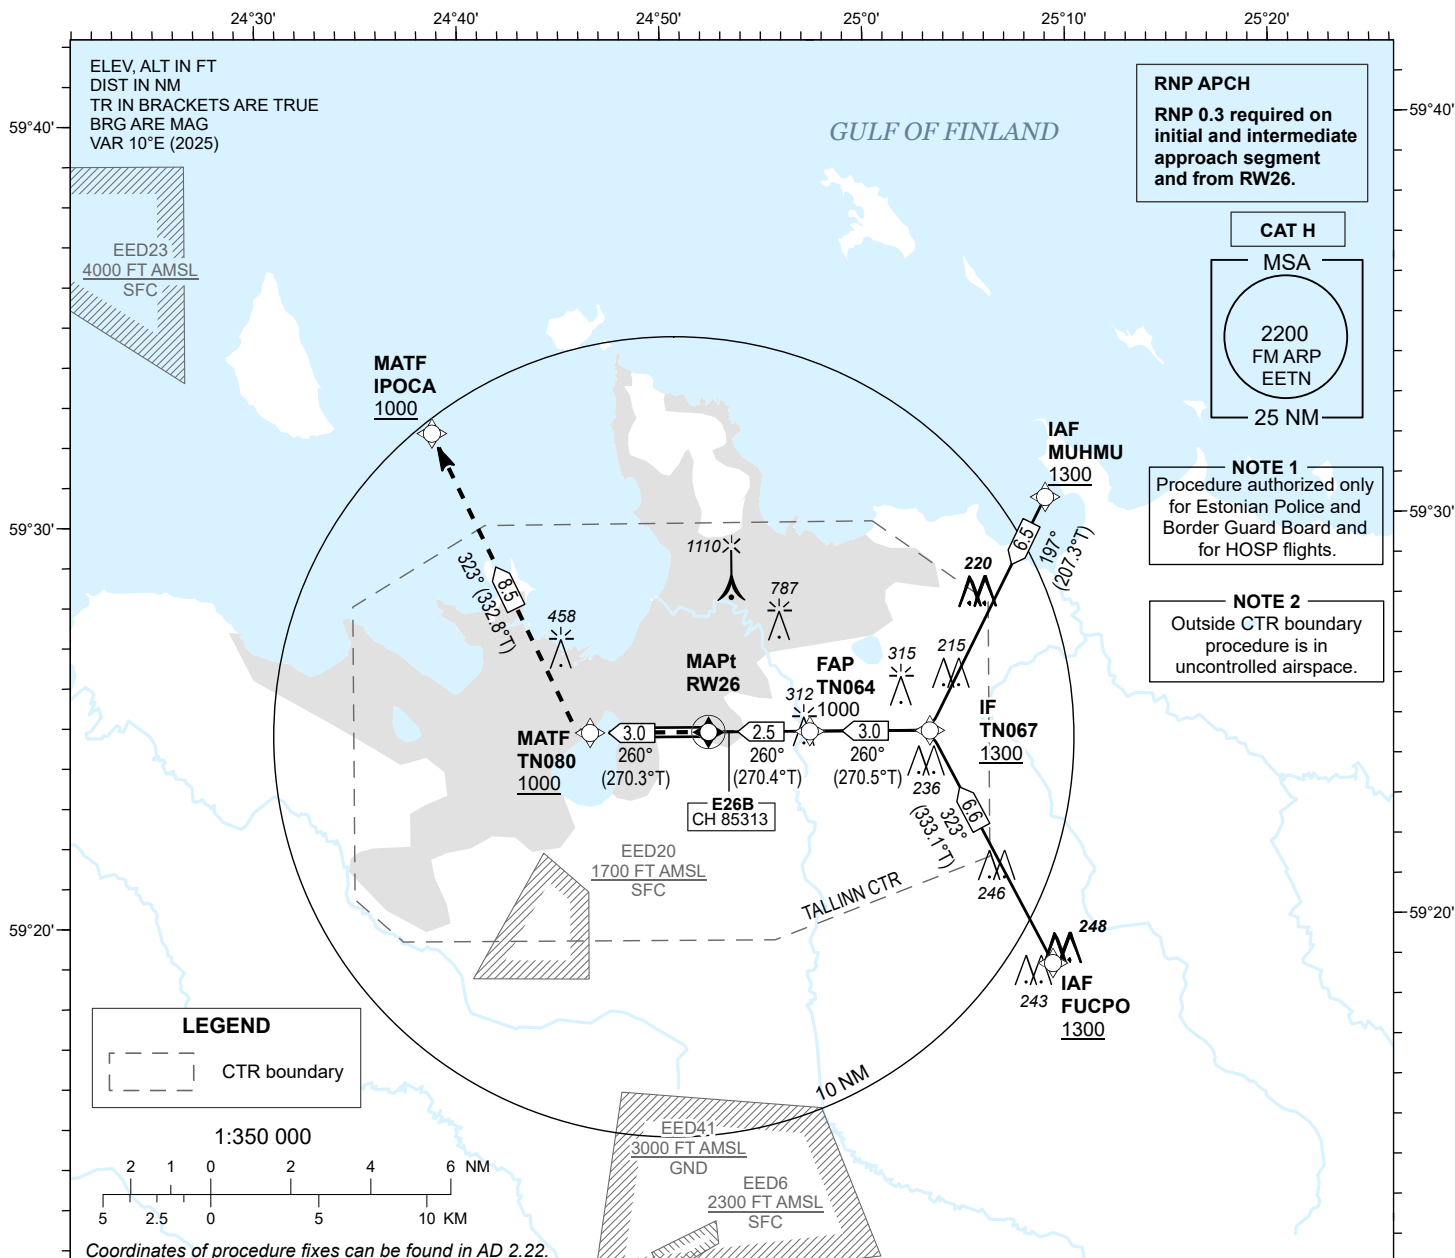 24°30'
24°40'
24°50'
25°0'
25°10'
25°20'
ELEV, ALT IN FT
DIST IN NM
TR IN BRACKETS ARE TRUE
BRG ARE MAG
VAR 10°E (2025)
GULF OF FINLAND
RNP APCH
RNP 0.3 required on
initial and intermediate
approach segment
and from RW26.
59°40'
59°40'
CAT H
MSA
2200
FM ARP
EETN
25 NM
EED23
4000 FT AMSL
SFC
MATF
IPOCA
1000
IAF
MUHMU
1300
NOTE 1
Procedure authorized only
for Estonian Police and
Border Guard Board and
for HOSP flights.
59°30'
59°30'
6.5
197°
(207.3°T)
1110
220
787
323° (332.8°T)
8.5
458
NOTE 2
Outside CTR boundary
procedure is in
uncontrolled airspace.
315
215
MAPt
RW26
FAP
TN064
1000
312
IF
TN067
1300
MATF
TN080
1000
3.0
260°
(270.3°T)
2.5
260°
(270.4°T)
3.0
260°
(270.5°T)
236
E26B
CH 85313
6.6
323°
(333.1°T)
EED20
1700 FT AMSL
SFC
TALLINN CTR
246
59°20'
59°20'
248
243
IAF
FUCPO
1300
LEGEND
CTR boundary
10 NM
1:350 000
2 1 0 2 4 6 NM
5 2.5 0 5 10 KM
EED41
3000 FT AMSL
GND
EED6
2300 FT AMSL
SFC
Coordinates of procedure fixes can be found in AD 2.22.